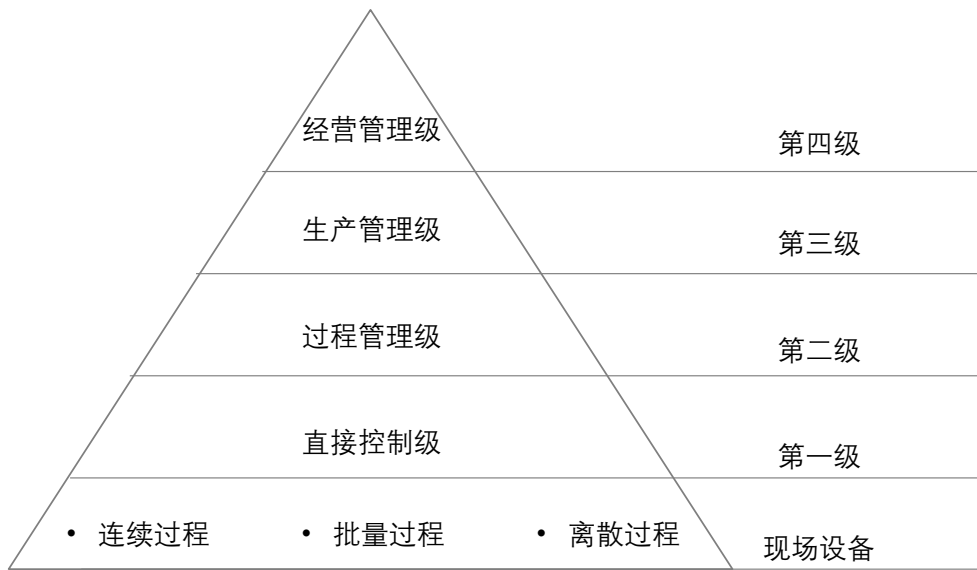 经营管理级
第四级
生产管理级
第三级
过程管理级
第二级
直接控制级
第一级
• 连续过程 • 批量过程 • 离散过程
现场设备